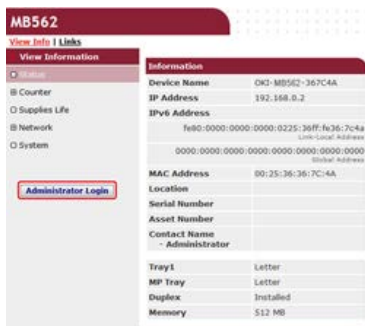 MB562
View Info | Links
View Information
Status
Counter
Supplies Life
Network
System
Administrator Login
Information
Device Name OKI-MB562-367C4A
IP Address 192.168.0.2
IPv6 Address
fe80:0000:0000:0000:0225:36ff:fe36:7c4a
Link-Local Address
0000:0000:0000:0000:0000:0000:0000:0000
Global Address
MAC Address 00:25:36:36:7C:4A
Location
Serial Number
Asset Number
Contact Name
- Administrator
Tray1 Letter
MP Tray Letter
Duplex Installed
Memory 512 MB